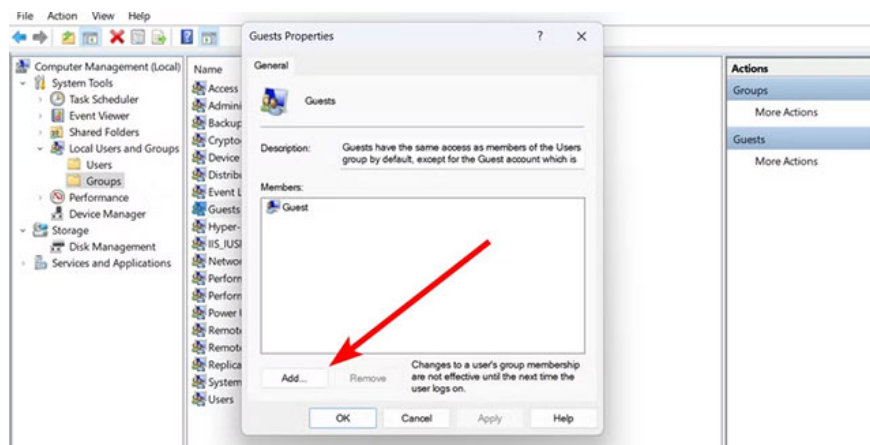 File Action View Help
Computer Management (Local)
System Tools
Task Scheduler
Event Viewer
Shared Folders
Local Users and Groups
Users
Groups
Performance
Device Manager
Storage
Disk Management
Services and Applications
Name
Access
Admini
Backup
Crypto
Device
Distrib
Event L
Guests
Hyper-
IIS_IUS
Networ
Perform
Perform
Power
Remot
Remot
Replica
System
Users
Guests Properties
General
Guests
Description: Guests have the same access as members of the Users
group by default, except for the Guest account which is
Members:
Guest
Add... Remove
Changes to a user's group membership
are not effective until the next time the
user logs on.
OK Cancel Apply Help
Actions
Groups
More Actions
Guests
More Actions